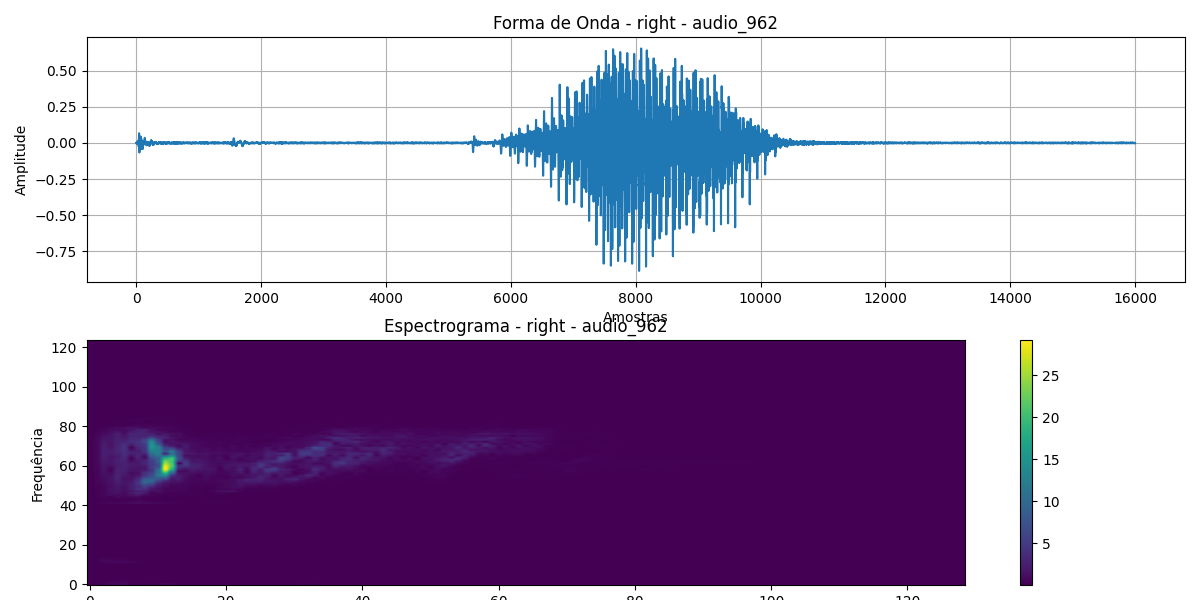 Forma de Onda - right - audio_962
Amplitude
0.50
0.25
0.00
−0.25
−0.50
−0.75
0 2000 4000 6000 8000 10000 12000 14000 16000
Amostras
Espectrograma - right - audio_962
Frequência
120
100
80
60
40
20
0
0 20 40 60 80 100 120
25
20
15
10
5